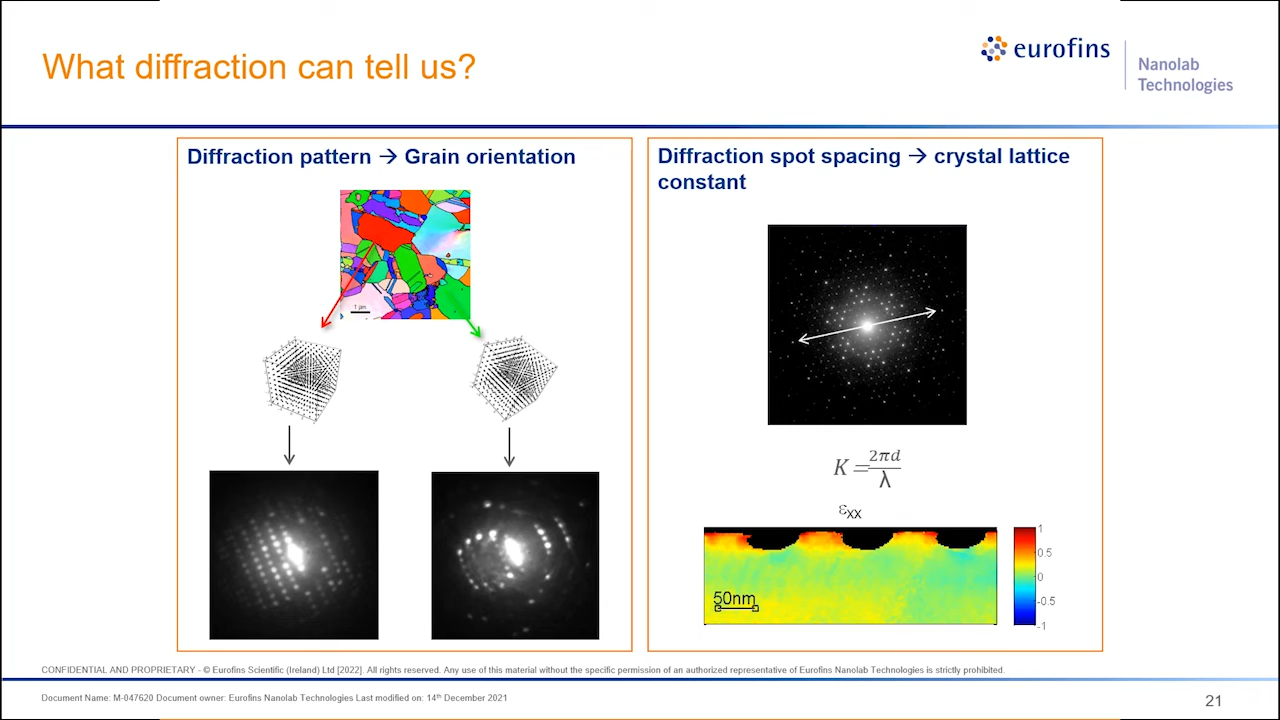 What diffraction can tell us?
eurofins
Nanolab
Technologies
Diffraction pattern → Grain orientation
1 µm
Diffraction spot spacing → crystal lattice
constant
K = 2πd/λ
εxx
50nm
1
0.5
0
-0.5
-1
CONFIDENTIAL AND PROPRIETARY - © Eurofins Scientific (Ireland) Ltd [2022]. All rights reserved. Any use of this material without the specific permission of an authorized representative of Eurofins Nanolab Technologies is strictly prohibited.
Document Name: M-047620 Document owner: Eurofins Nanolab Technologies Last modified on: 14th December 2021
21